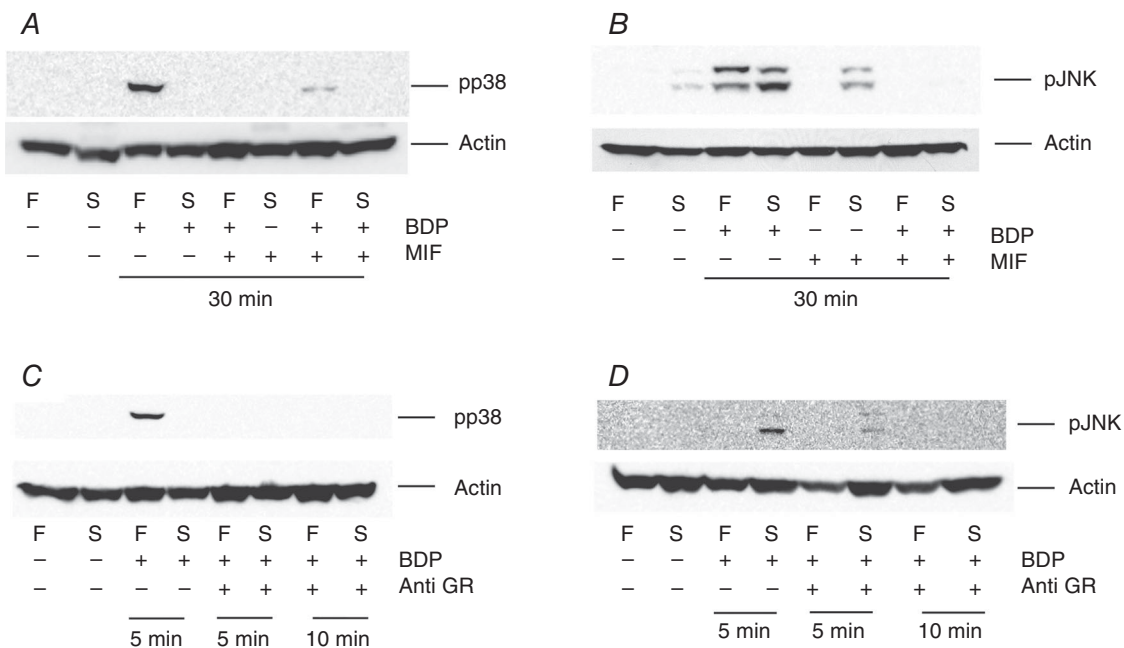 A
pp38
Actin
F S F S F S F S
– – + + + – + + BDP
– – – – + + + + MIF
30 min
B
pJNK
Actin
F S F S F S F S
– – + + – – + + BDP
– – – – + + + + MIF
30 min
C
pp38
Actin
F S F S F S F S
– – + + + + + + BDP
– – – – + + + + Anti GR
5 min 5 min 10 min
D
pJNK
Actin
F S F S F S F S
– – + + + + + + BDP
– – – – + + + + Anti GR
5 min 5 min 10 min